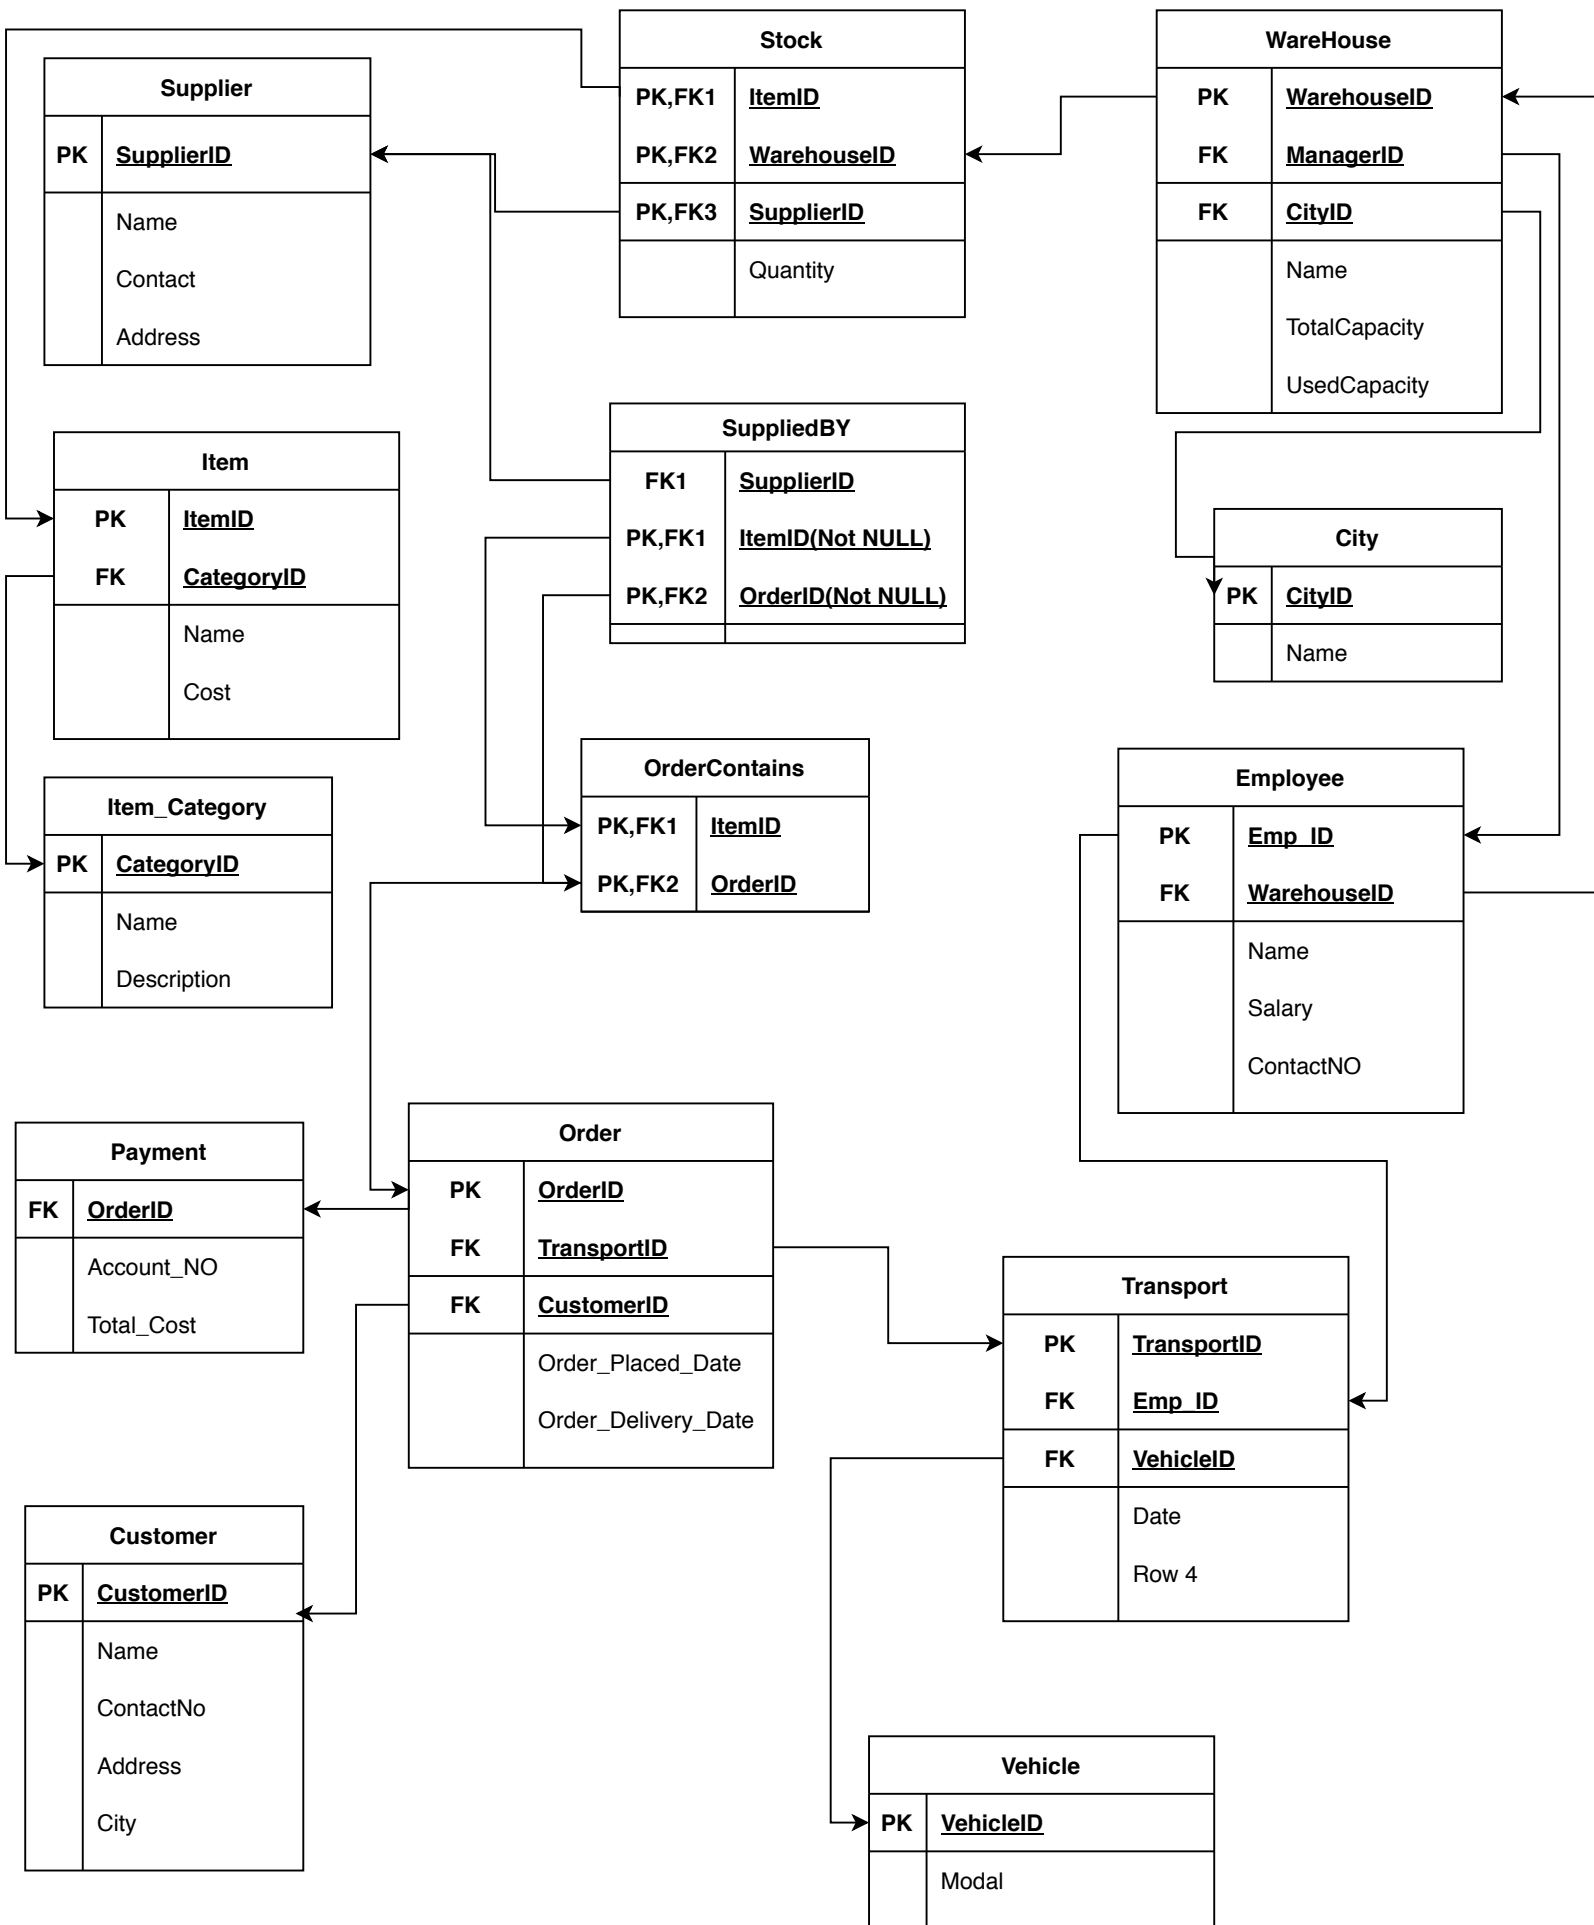 Stock
PK,FK1 ItemID
PK,FK2 WarehouseID
PK,FK3 SupplierID
Quantity
WareHouse
PK WarehouseID
FK ManagerID
FK CityID
Name
TotalCapacity
UsedCapacity
Supplier
PK SupplierID
Name
Contact
Address
SuppliedBY
FK1 SupplierID
PK,FK1 ItemID(Not NULL)
PK,FK2 OrderID(Not NULL)
Item
PK ItemID
FK CategoryID
Name
Cost
City
PK CityID
Name
OrderContains
PK,FK1 ItemID
PK,FK2 OrderID
Employee
PK Emp_ID
FK WarehouseID
Name
Salary
ContactNO
Item_Category
PK CategoryID
Name
Description
Order
PK OrderID
FK TransportID
FK CustomerID
Order_Placed_Date
Order_Delivery_Date
Payment
FK OrderID
Account_NO
Total_Cost
Transport
PK TransportID
FK Emp_ID
FK VehicleID
Date
Row 4
Customer
PK CustomerID
Name
ContactNo
Address
City
Vehicle
PK VehicleID
Modal